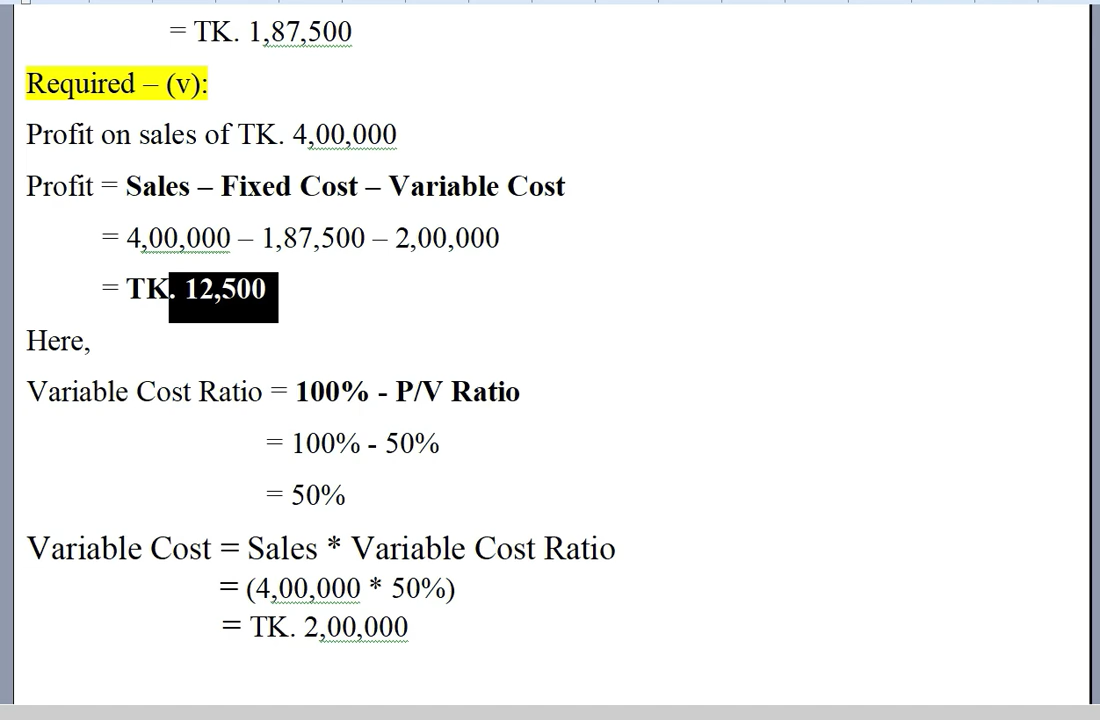 = TK. 1,87,500
Required – (v):
Profit on sales of TK. 4,00,000
Profit = Sales – Fixed Cost – Variable Cost
= 4,00,000 – 1,87,500 – 2,00,000
= TK. 12,500
Here,
Variable Cost Ratio = 100% - P/V Ratio
= 100% - 50%
= 50%
Variable Cost = Sales * Variable Cost Ratio
= (4,00,000 * 50%)
= TK. 2,00,000